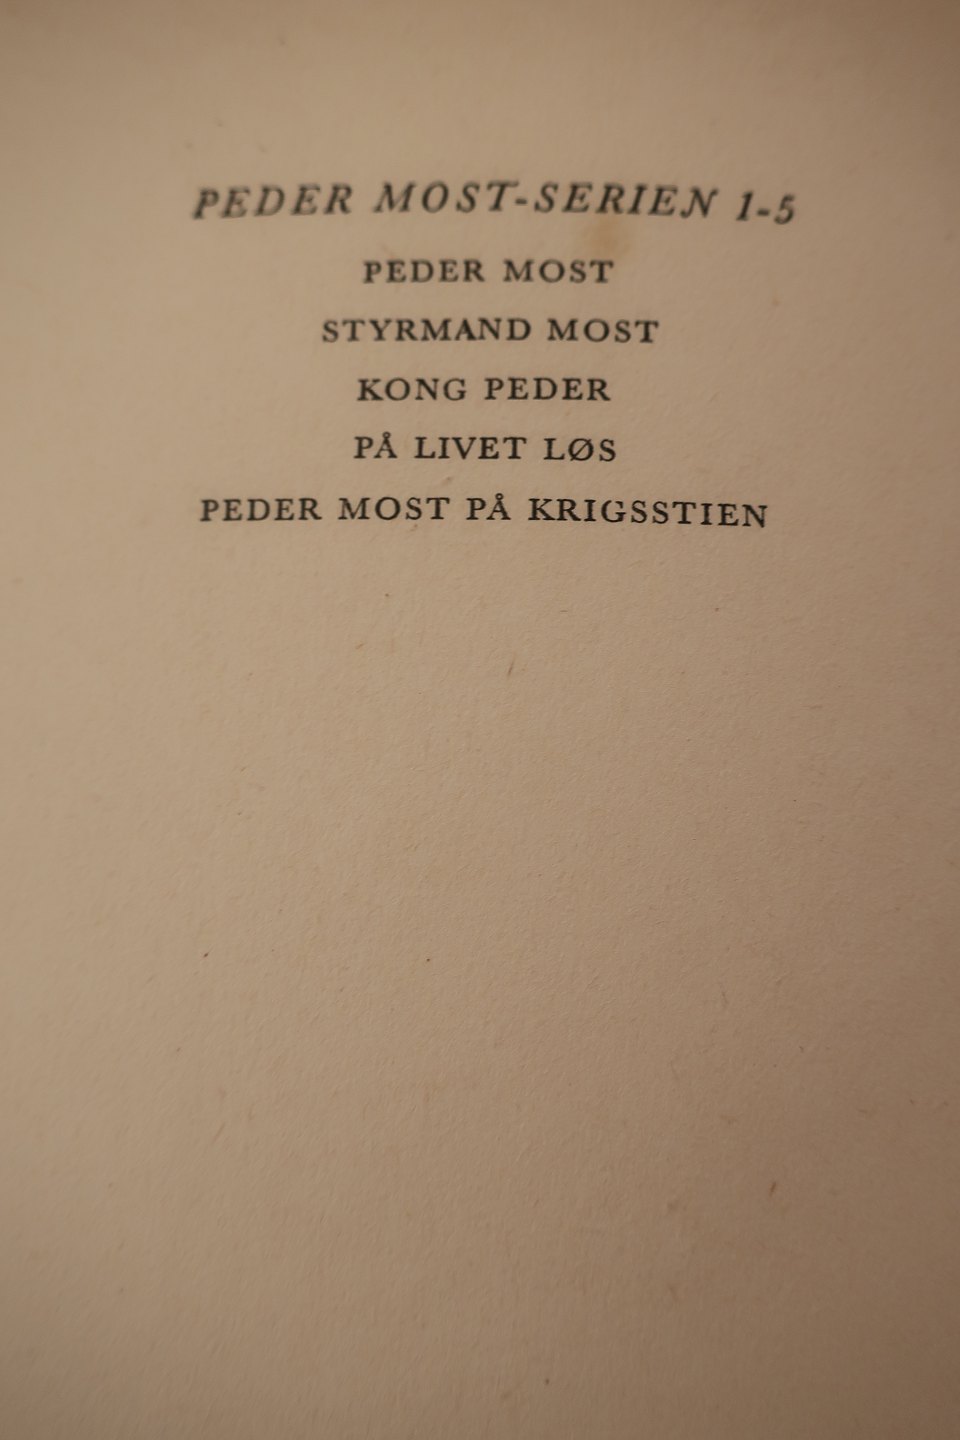 PEDER MOST-SERIEN 1-5
PEDER MOST
STYRMAND MOST
KONG PEDER
PÅ LIVET LØS
PEDER MOST PÅ KRIGSSTIEN